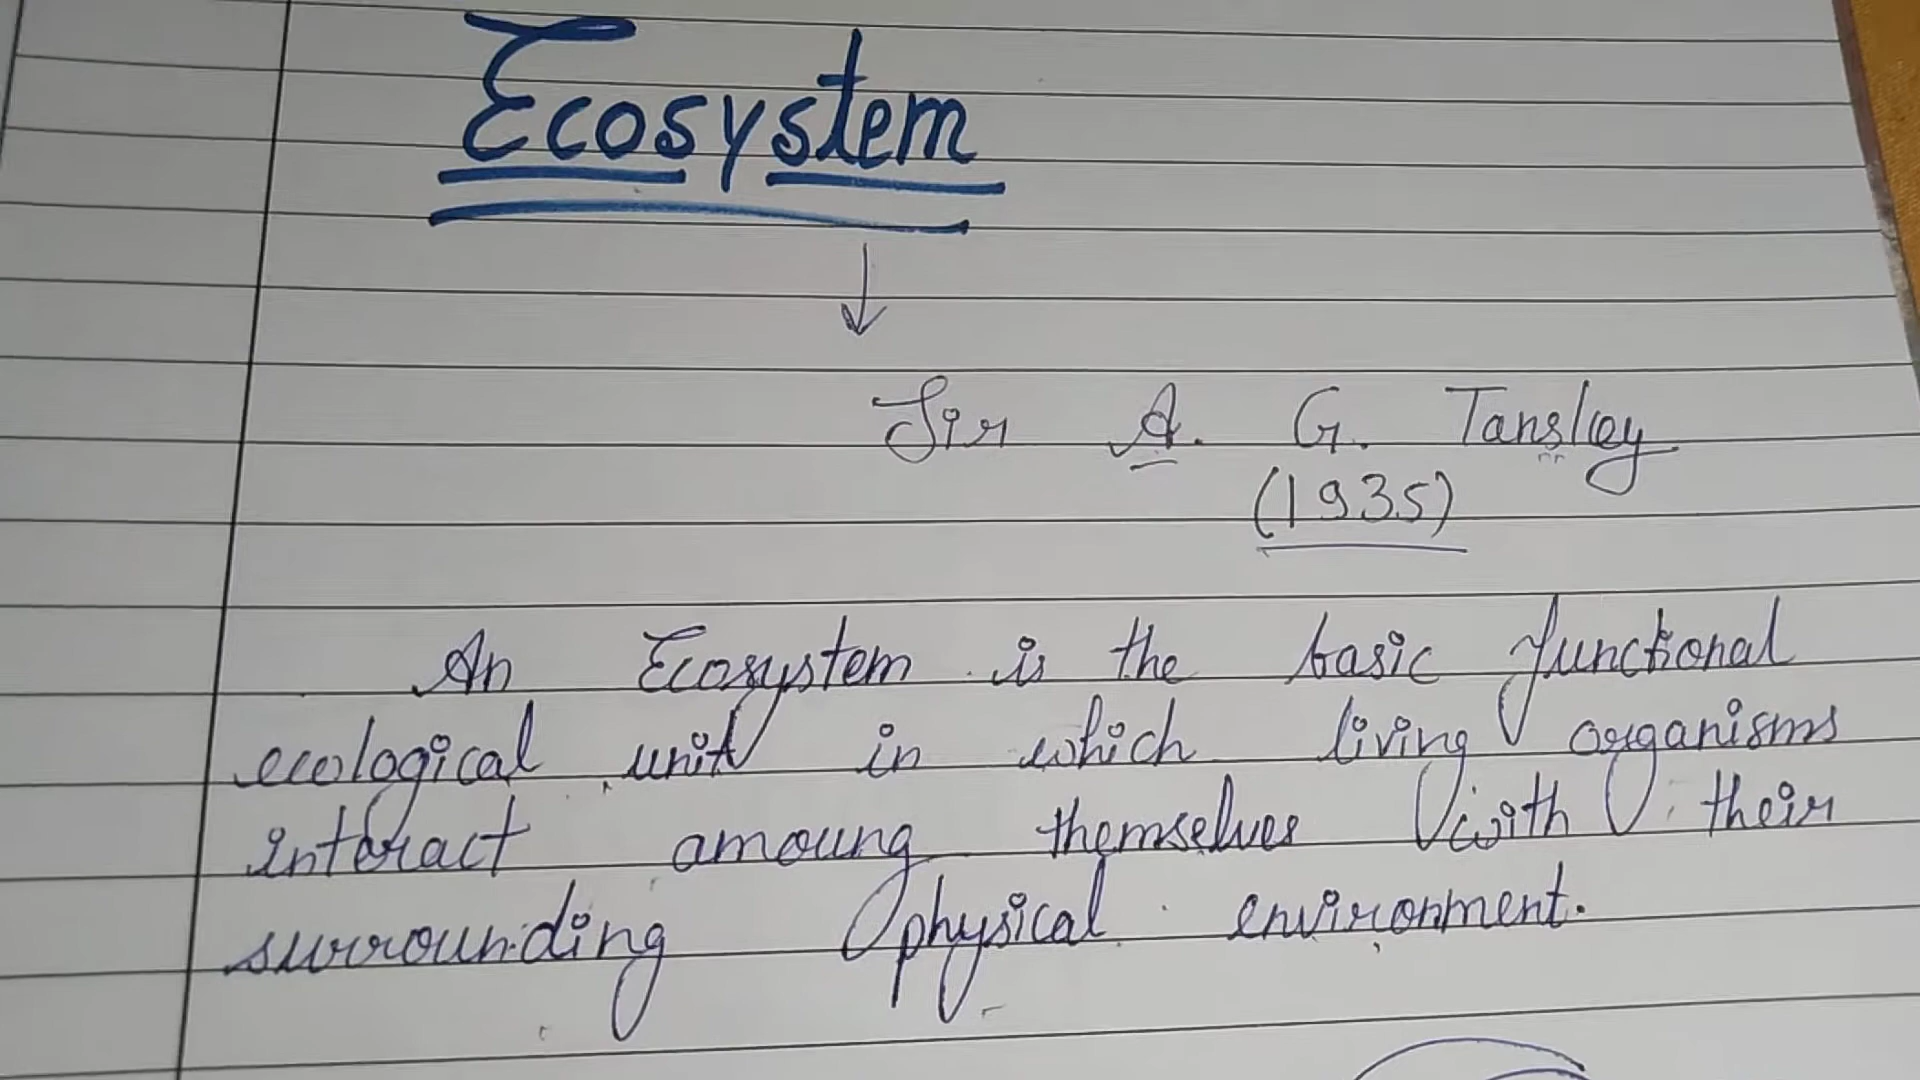 Ecosystem
↓
Sir A. G. Tansley
(1935)
An Ecosystem is the basic functional
ecological unit in which living organisms
interact amoung themselves with their
surrounding physical environment.